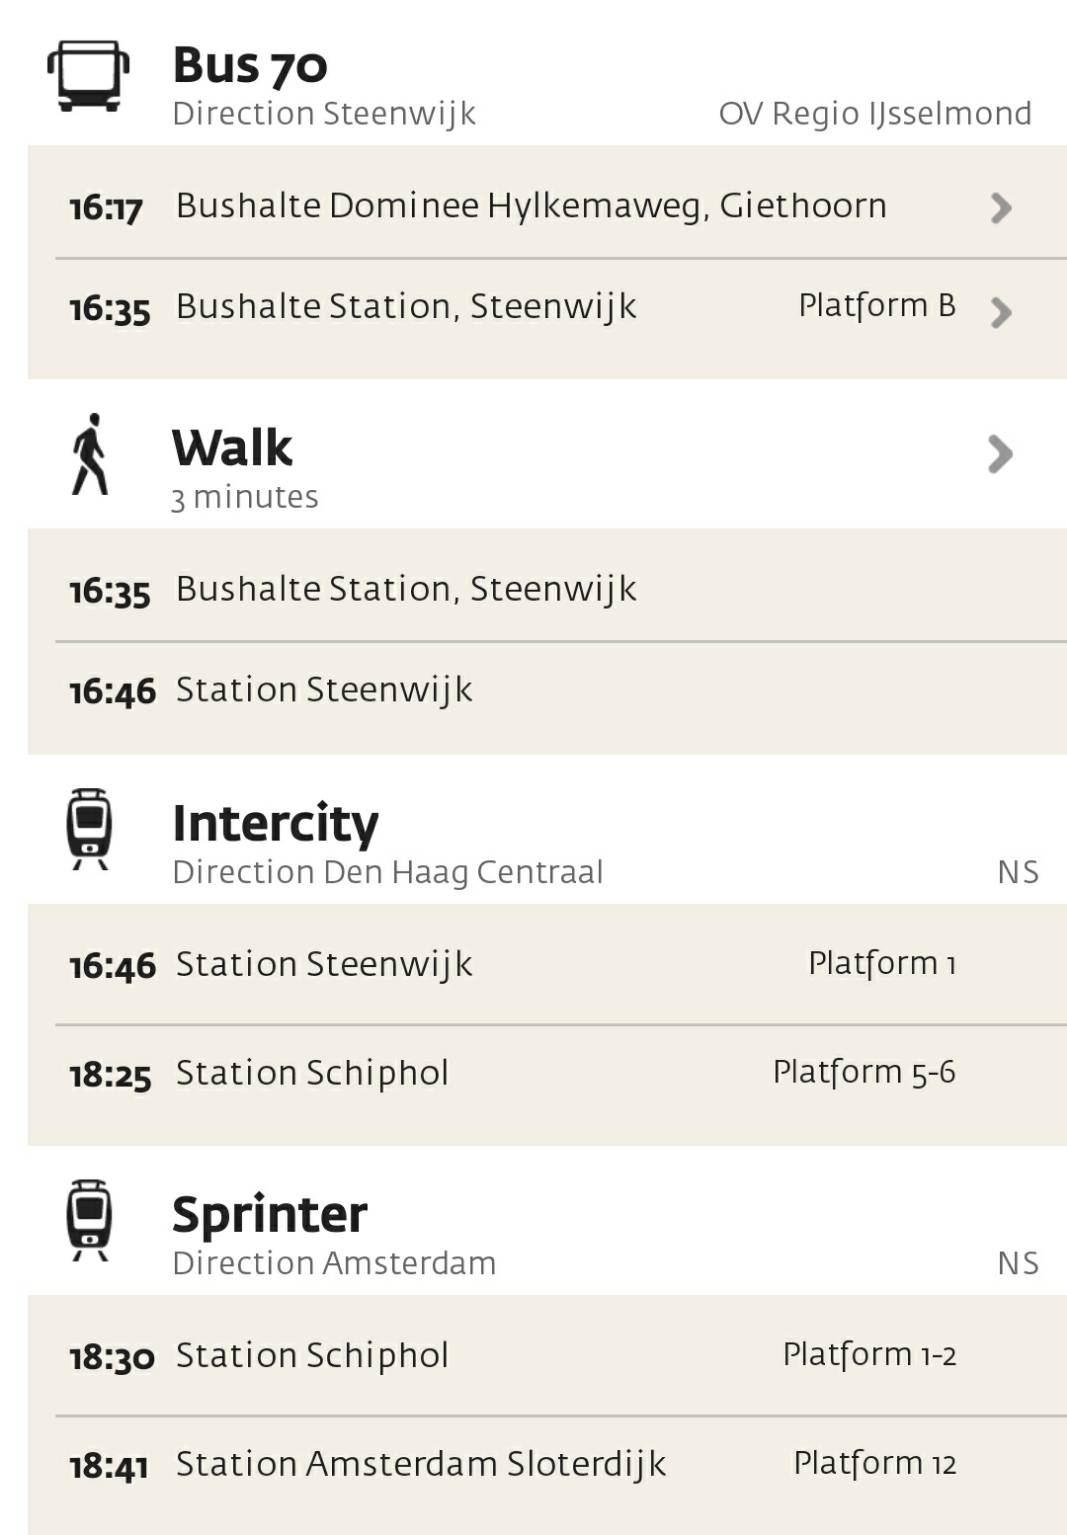 Bus 70
Direction Steenwijk OV Regio IJsselmond
16:17 Bushalte Dominee Hylkemaweg, Giethoorn
16:35 Bushalte Station, Steenwijk Platform B
Walk
3 minutes
16:35 Bushalte Station, Steenwijk
16:46 Station Steenwijk
Intercity
Direction Den Haag Centraal NS
16:46 Station Steenwijk Platform 1
18:25 Station Schiphol Platform 5-6
Sprinter
Direction Amsterdam NS
18:30 Station Schiphol Platform 1-2
18:41 Station Amsterdam Sloterdijk Platform 12